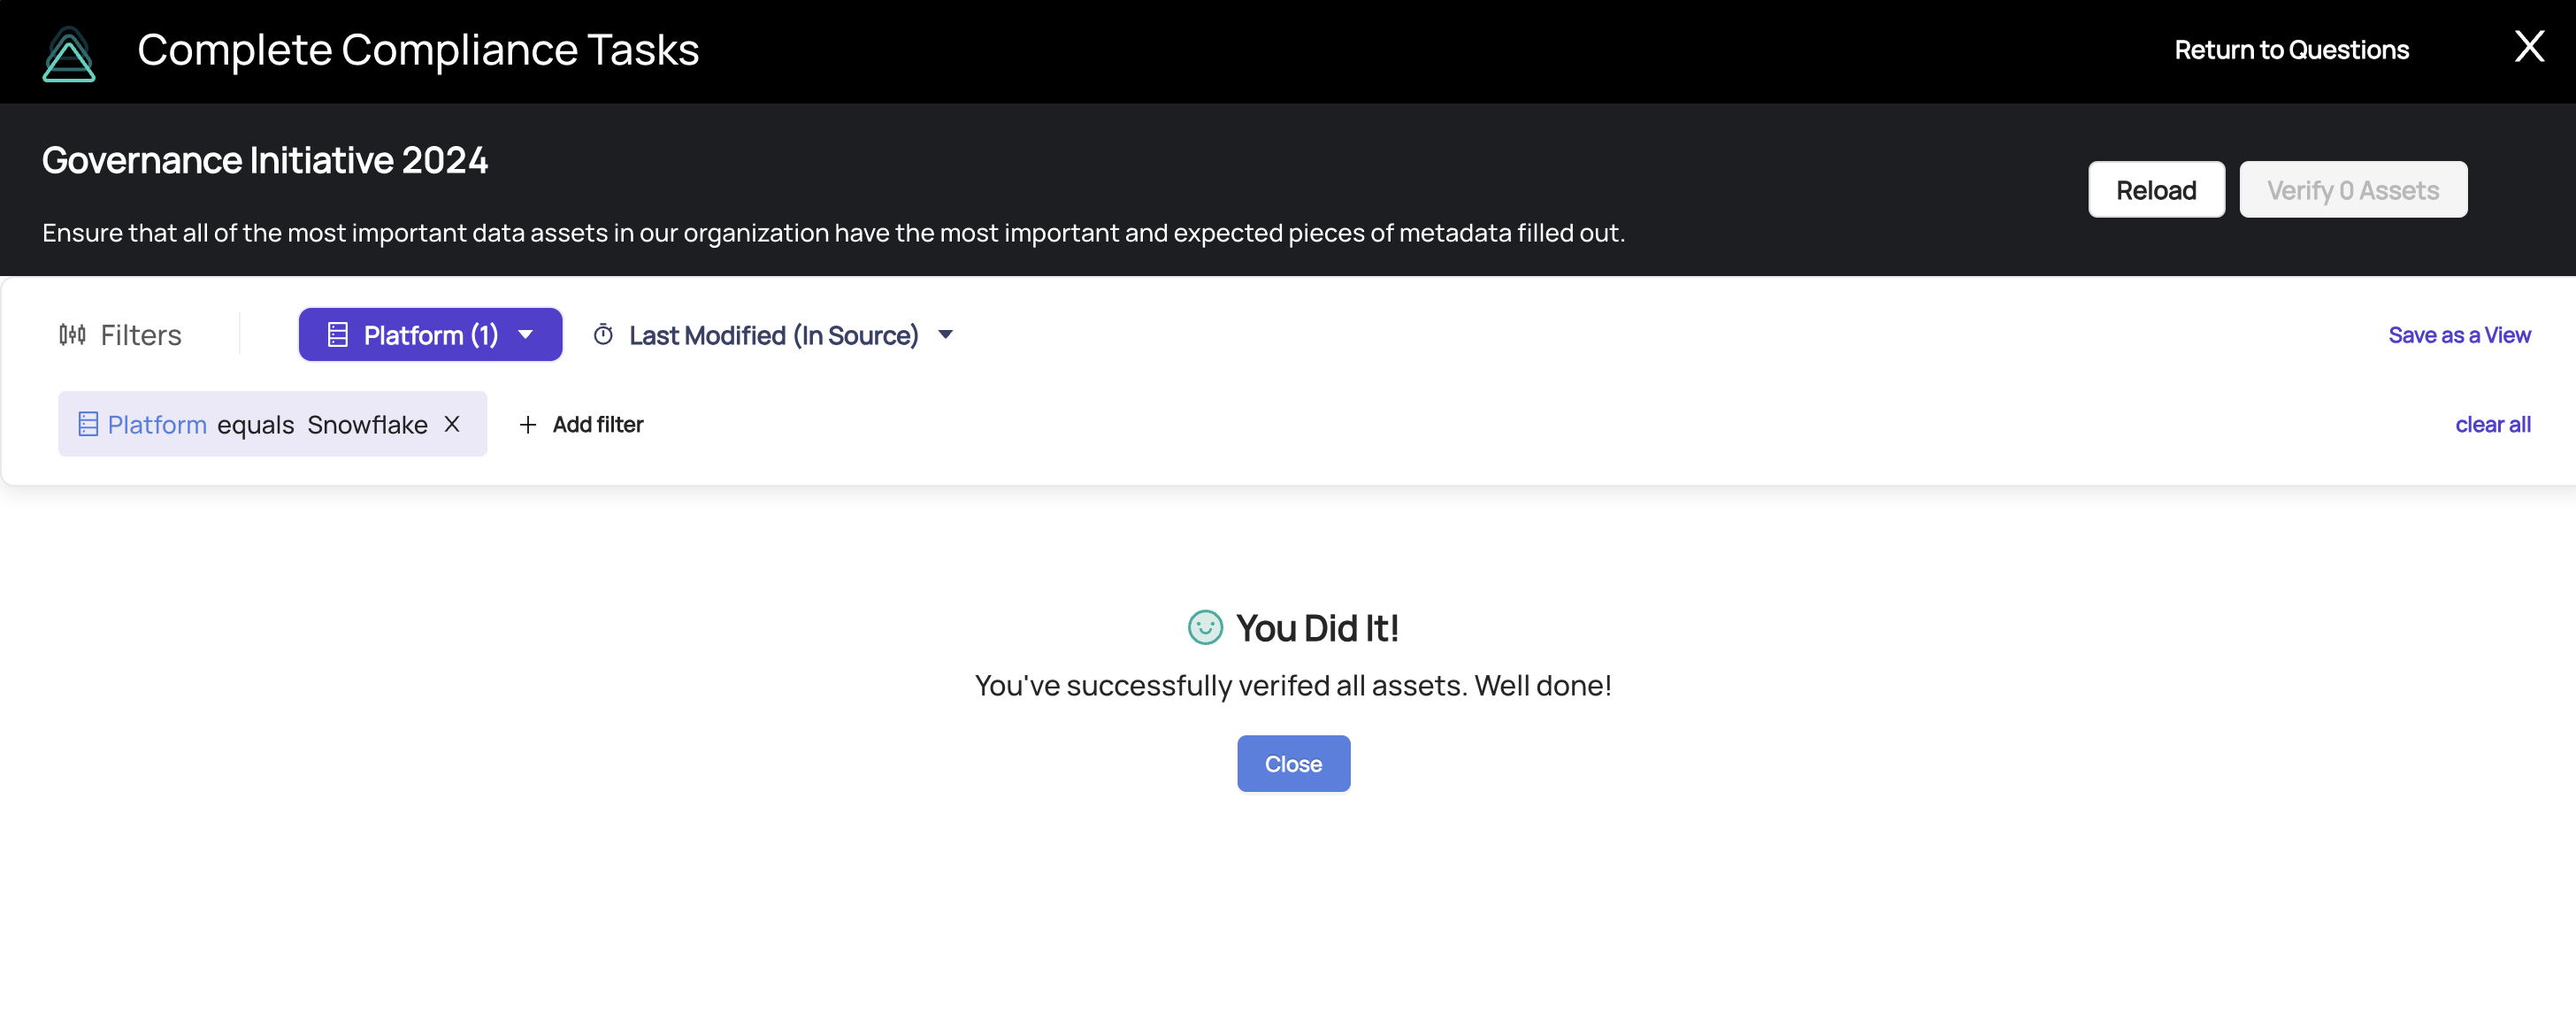 Complete Compliance Tasks
Return to Questions
X
Governance Initiative 2024
Ensure that all of the most important data assets in our organization have the most important and expected pieces of metadata filled out.
Reload
Verify 0 Assets
Filters
Platform (1)
Last Modified (In Source)
Save as a View
Platform equals Snowflake X
+ Add filter
clear all
You Did It!
You've successfully verifed all assets. Well done!
Close